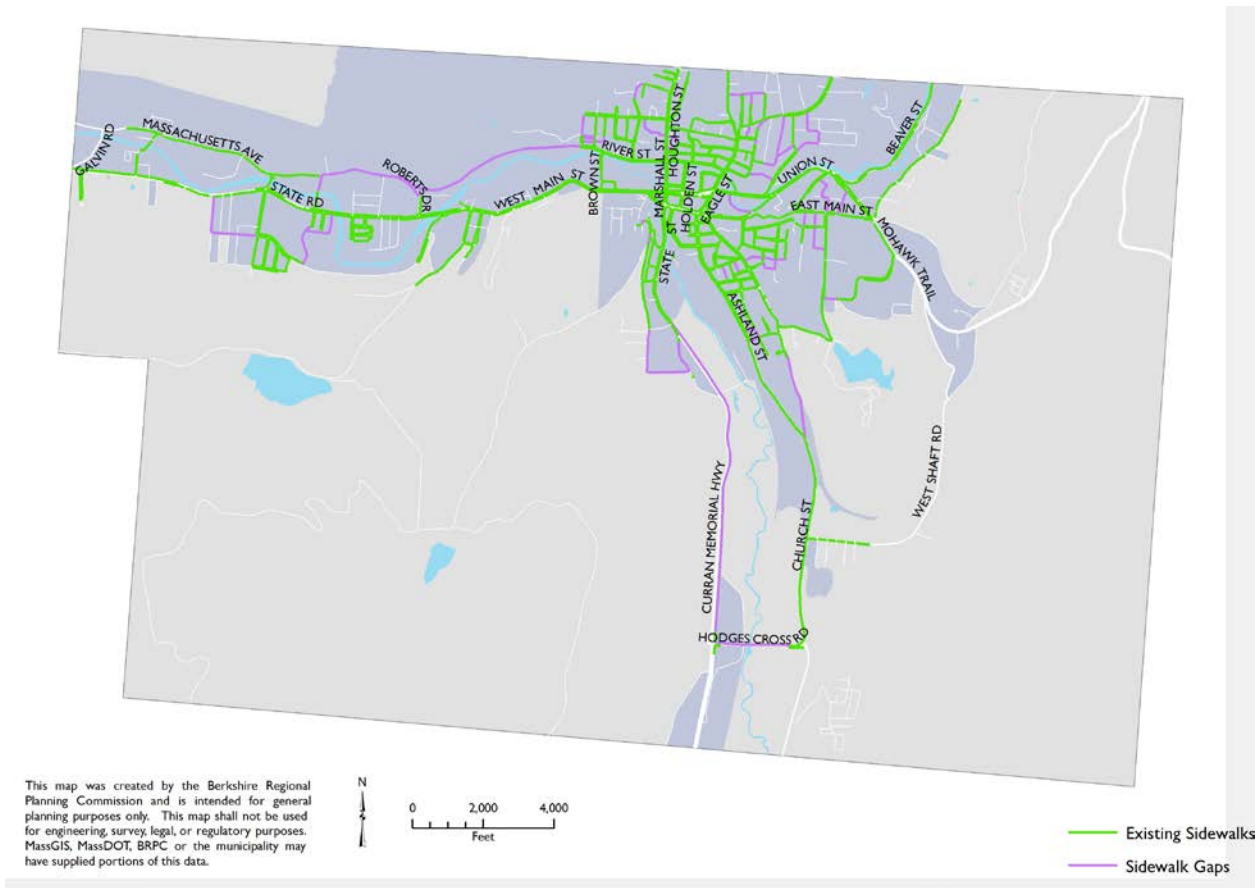 GALVIN RD
MASSACHUSETTS AVE
STATE RD
ROBERTS DR
WEST MAIN ST
BROWN ST
RIVER ST
MARSHALL ST
HOUGHTON ST
HOLDEN ST
EAGLE ST
UNION ST
BEAVER ST
EAST MAIN ST
MOHAWK TRAIL
STATE ST
ASHLAND ST
CURRAN MEMORIAL HWY
CHURCH ST
WEST SHAFT RD
HODGES CROSS RD
This map was created by the Berkshire Regional
Planning Commission and is intended for general
planning purposes only. This map shall not be used
for engineering, survey, legal, or regulatory purposes.
MassGIS, MassDOT, BRPC or the municipality may
have supplied portions of this data.
N
0 2,000 4,000
Feet
Existing Sidewalks
Sidewalk Gaps